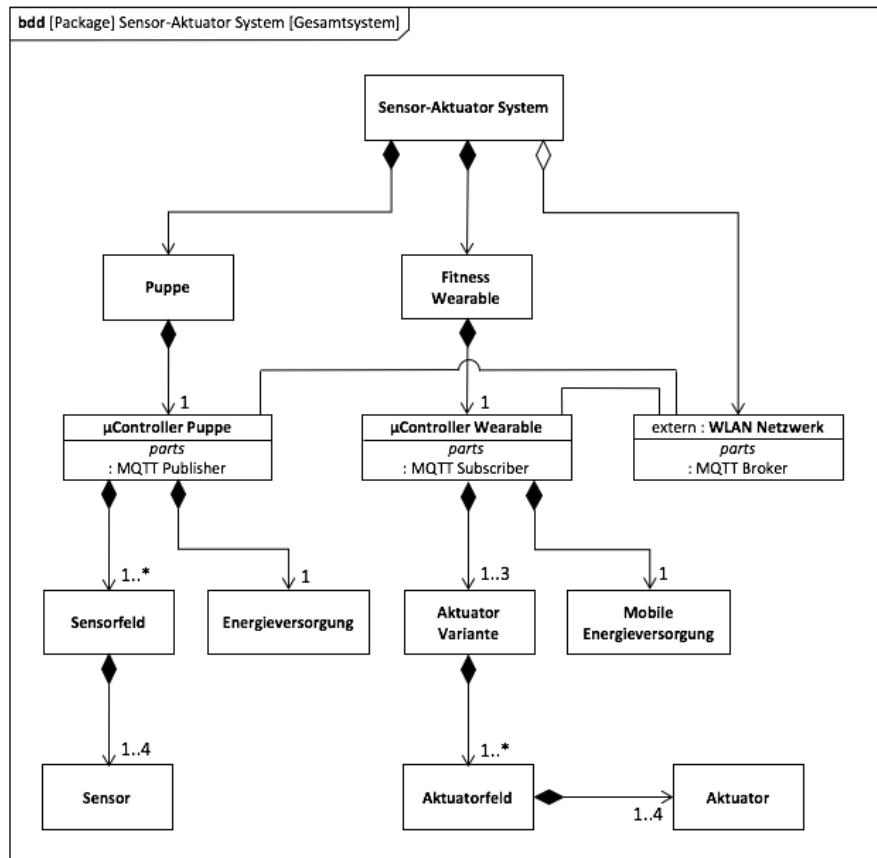 bdd [Package] Sensor-Aktuator System [Gesamtsystem]
Sensor-Aktuator System
Puppe
Fitness
Wearable
1
1
µController Puppe
parts
: MQTT Publisher
µController Wearable
parts
: MQTT Subscriber
extern : WLAN Netzwerk
parts
: MQTT Broker
1..*
1
1..3
1
Sensorfeld
Energieversorgung
Aktuator
Variante
Mobile
Energieversorgung
1..4
1..*
Sensor
Aktuatorfeld
1..4
Aktuator